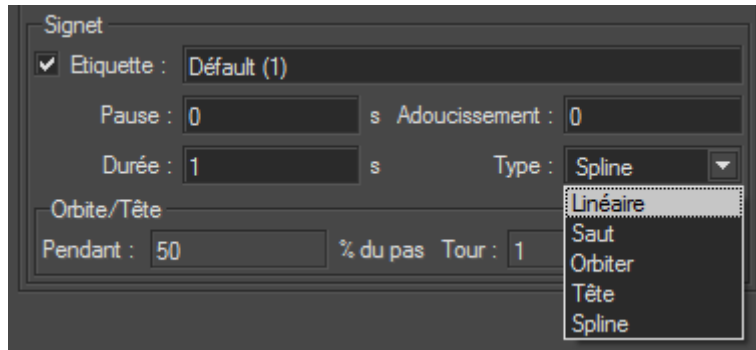 Signet
Etiquette : Défault (1)
Pause : 0 s Adoucissement : 0
Durée : 1 s Type : Spline
Linéaire
Orbite/Tête
Saut
Pendant : 50 % du pas Tour : 1
Orbiter
Tête
Spline